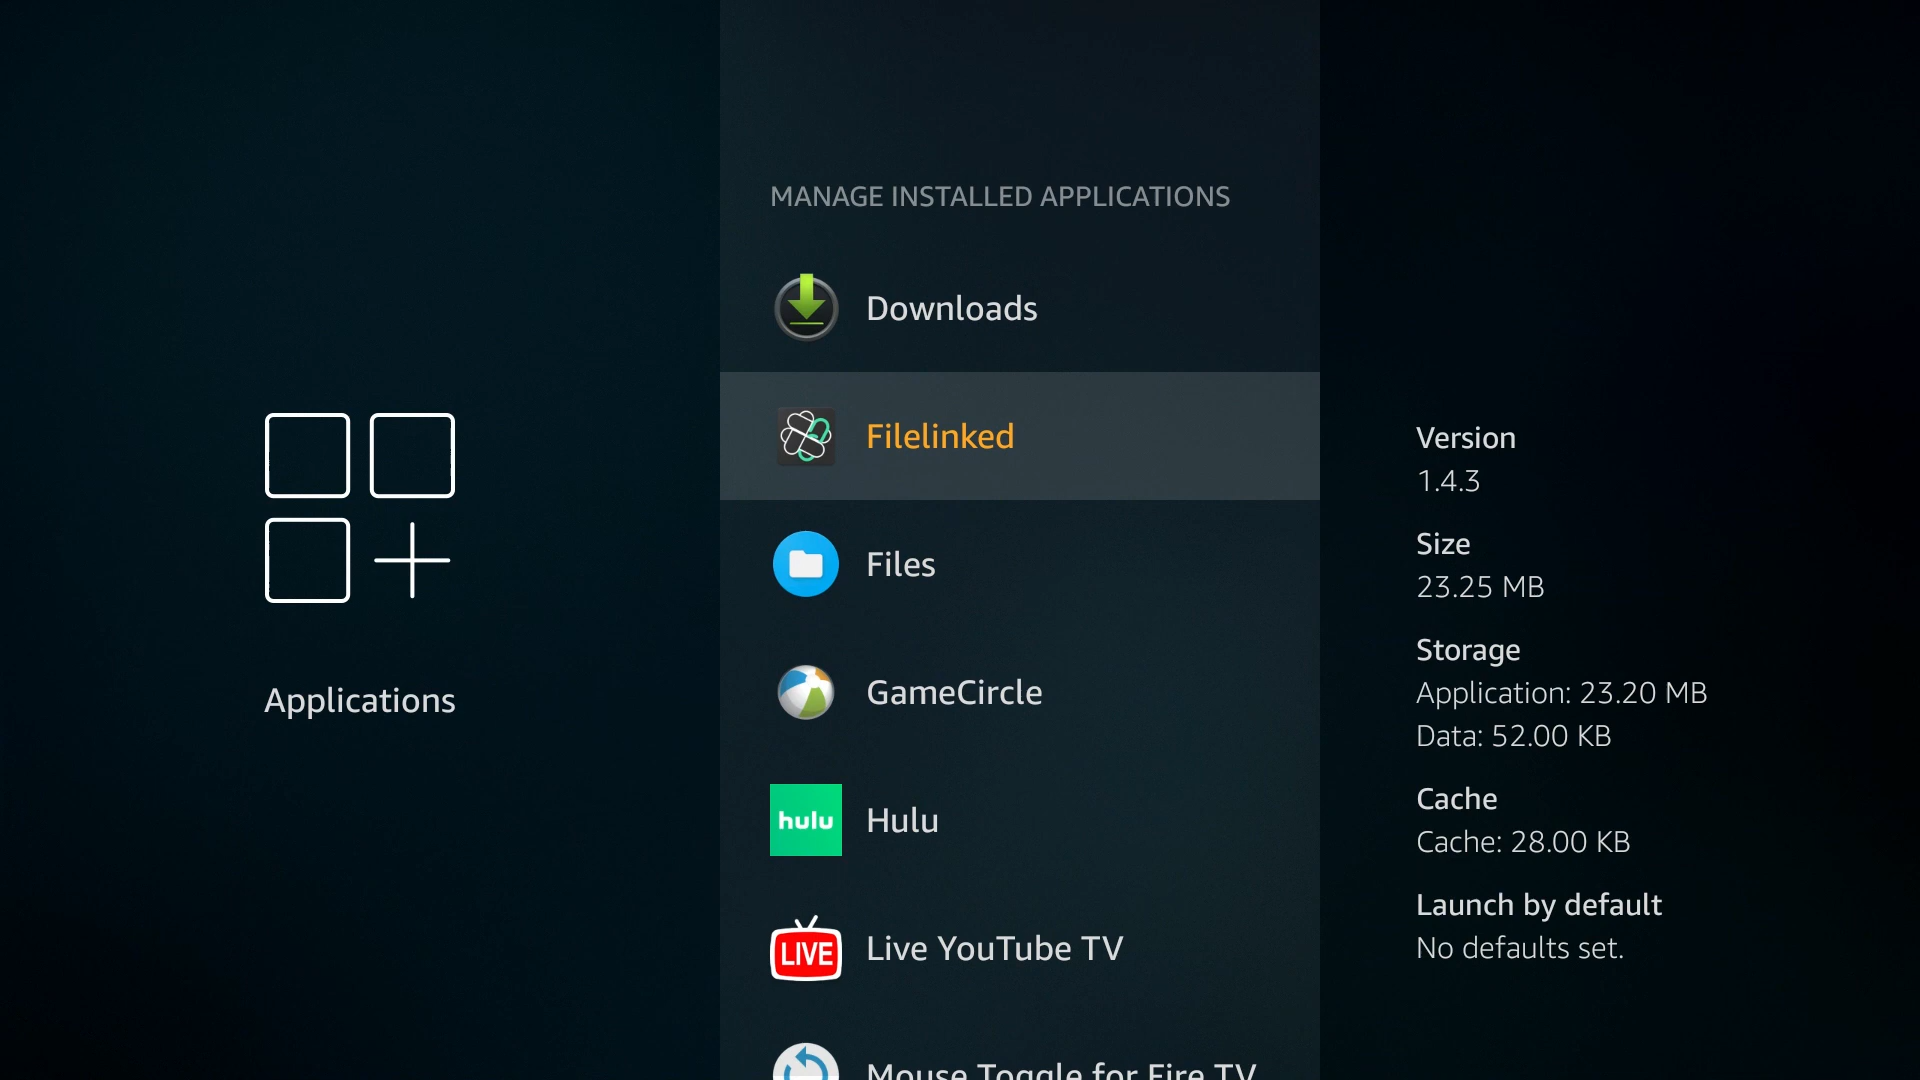 Applications
MANAGE INSTALLED APPLICATIONS
Downloads
Filelinked
Files
GameCircle
hulu
Hulu
LIVE
Live YouTube TV
Mouse Toggle for Fire TV
Version
1.4.3
Size
23.25 MB
Storage
Application: 23.20 MB
Data: 52.00 KB
Cache
Cache: 28.00 KB
Launch by default
No defaults set.